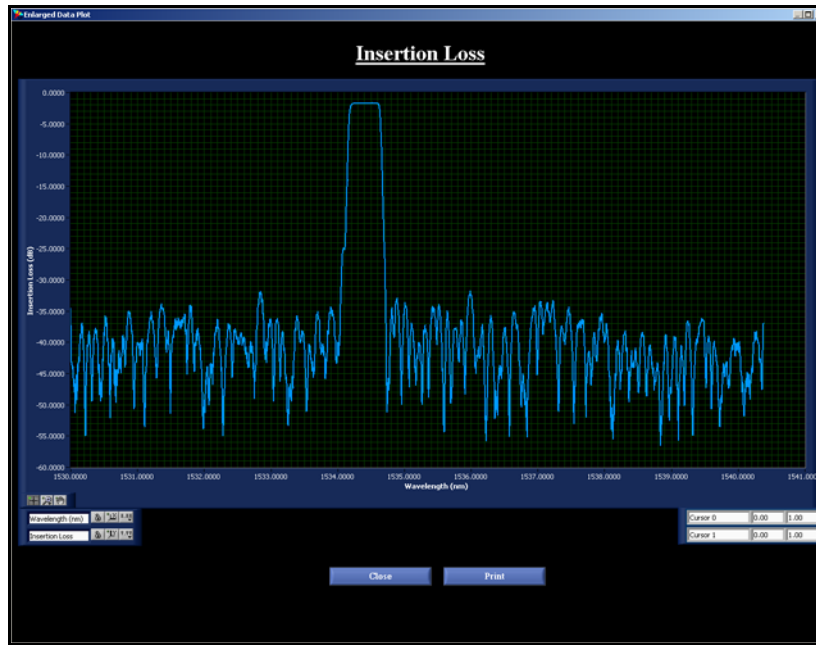 Enlarged Data Plot
Insertion Loss
0.0000
-5.0000
-10.0000
-15.0000
-20.0000
-25.0000
-30.0000
-35.0000
-40.0000
-45.0000
-50.0000
-55.0000
-60.0000
Insertion Loss (dB)
1530.0000 1531.0000 1532.0000 1533.0000 1534.0000 1535.0000 1536.0000 1537.0000 1538.0000 1539.0000 1540.0000 1541.0000
Wavelength (nm)
Wavelength (nm)
Cursor 0 0.00 1.00
Insertion Loss
Cursor 1 0.00 1.00
Close Print